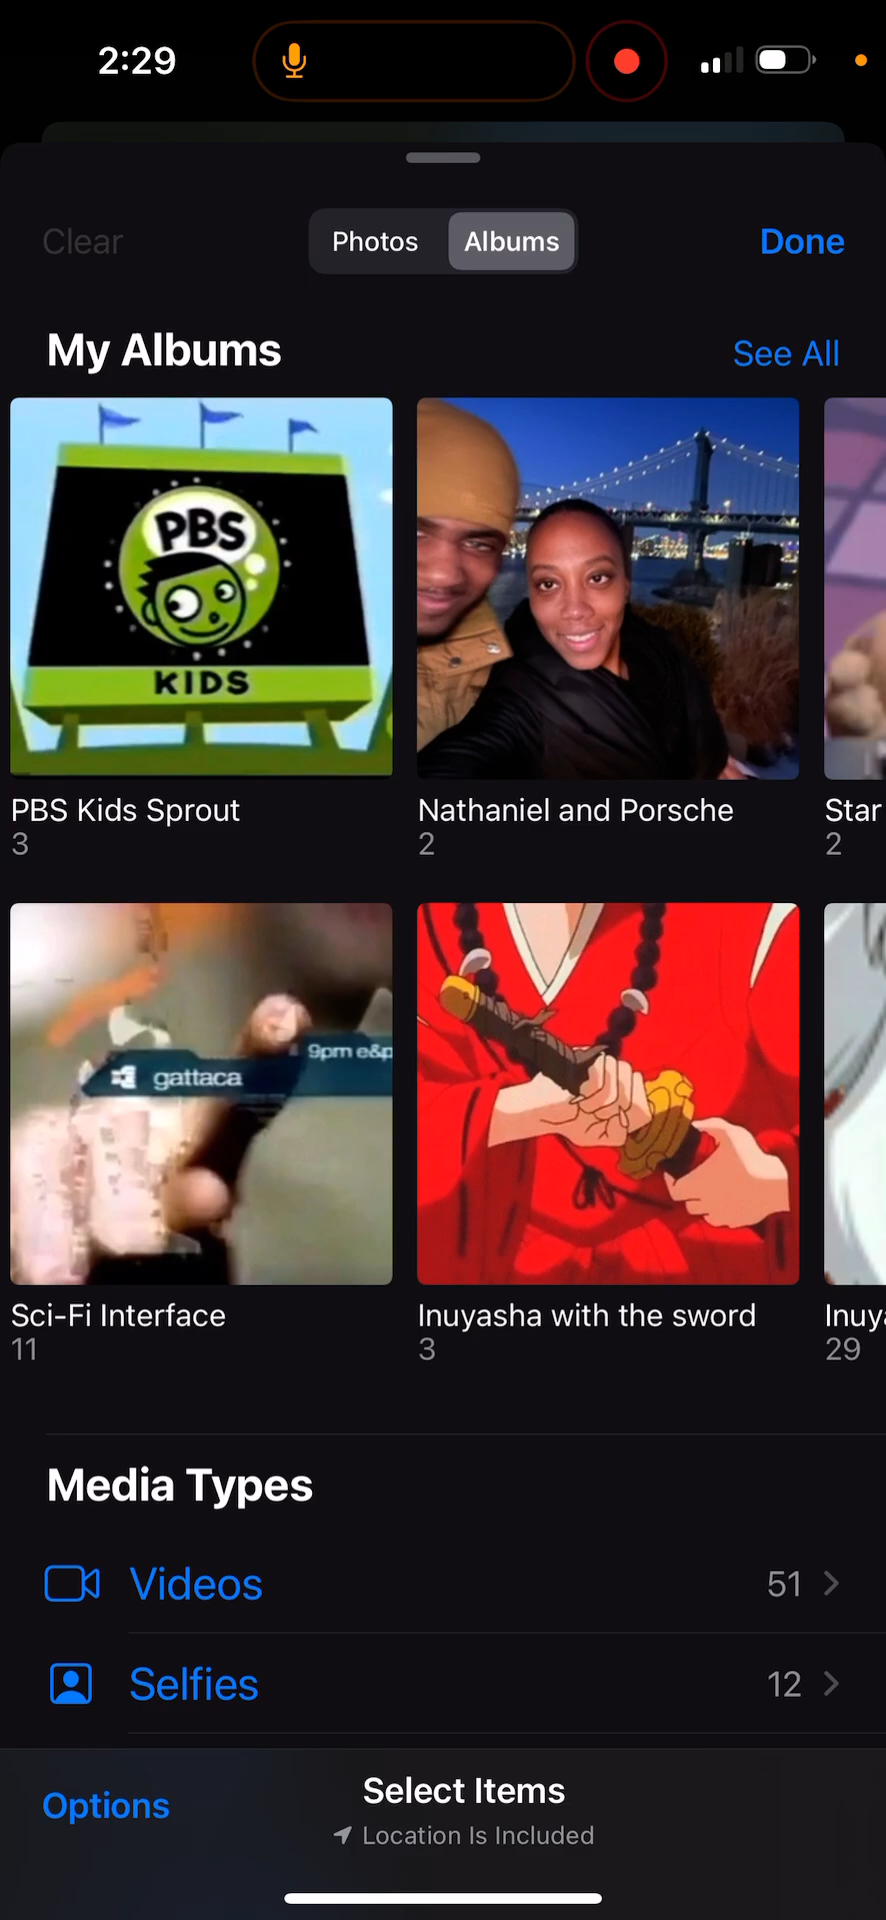 2:29
Clear
Photos
Albums
Done
My Albums
See All
PBS
KIDS
PBS Kids Sprout
3
Nathaniel and Porsche
2
Star
2
gattaca
9pm e&p
Sci-Fi Interface
11
Inuyasha with the sword
3
Inuy
29
Media Types
Videos
51
Selfies
12
Options
Select Items
Location Is Included